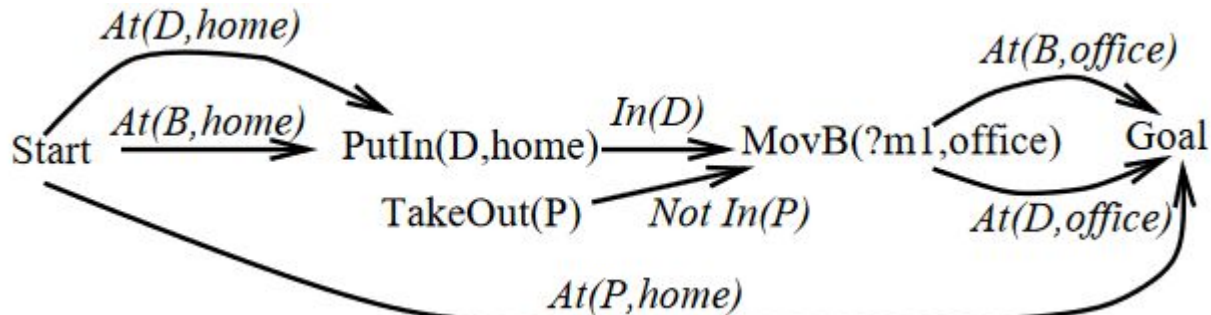 At(D,home)
At(B,office)
At(B,home)
In(D)
Start
PutIn(D,home)
MovB(?m1,office)
Goal
TakeOut(P)
Not In(P)
At(D,office)
At(P,home)